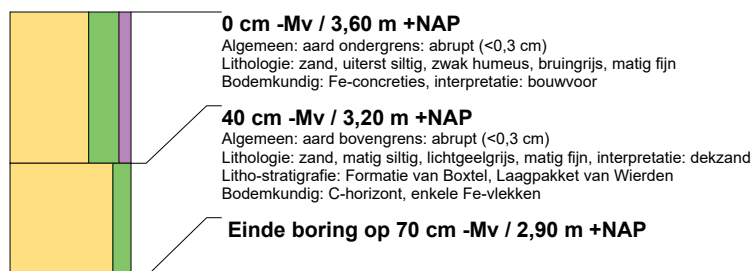 0 cm -Mv / 3,60 m +NAP
Algemeen: aard ondergrens: abrupt (<0,3 cm)
Lithologie: zand, uiterst siltig, zwak humeus, bruingrijs, matig fijn
Bodemkundig: Fe-concreties, interpretatie: bouwvoor
40 cm -Mv / 3,20 m +NAP
Algemeen: aard bovengrens: abrupt (<0,3 cm)
Lithologie: zand, matig siltig, lichtgeelgrijs, matig fijn, interpretatie: dekzand
Litho-stratigrafie: Formatie van Boxtel, Laagpakket van Wierden
Bodemkundig: C-horizont, enkele Fe-vlekken
Einde boring op 70 cm -Mv / 2,90 m +NAP